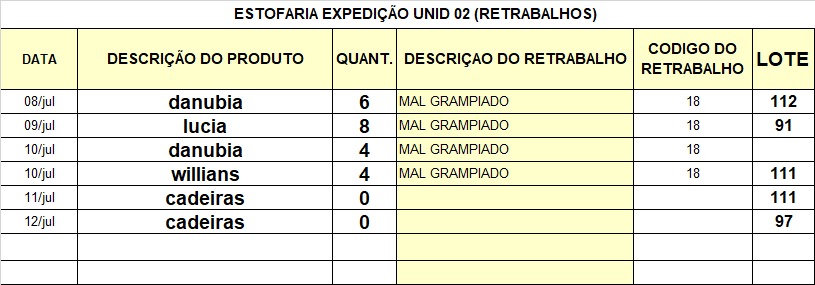 ESTOFARIA EXPEDIÇÃO UNID 02 (RETRABALHOS)
DATA DESCRIÇÃO DO PRODUTO QUANT. DESCRIÇAO DO RETRABALHO CODIGO DO RETRABALHO LOTE
08/jul danubia 6 MAL GRAMPIADO 18 112
09/jul lucia 8 MAL GRAMPIADO 18 91
10/jul danubia 4 MAL GRAMPIADO 18
10/jul willians 4 MAL GRAMPIADO 18 111
11/jul cadeiras 0 111
12/jul cadeiras 0 97